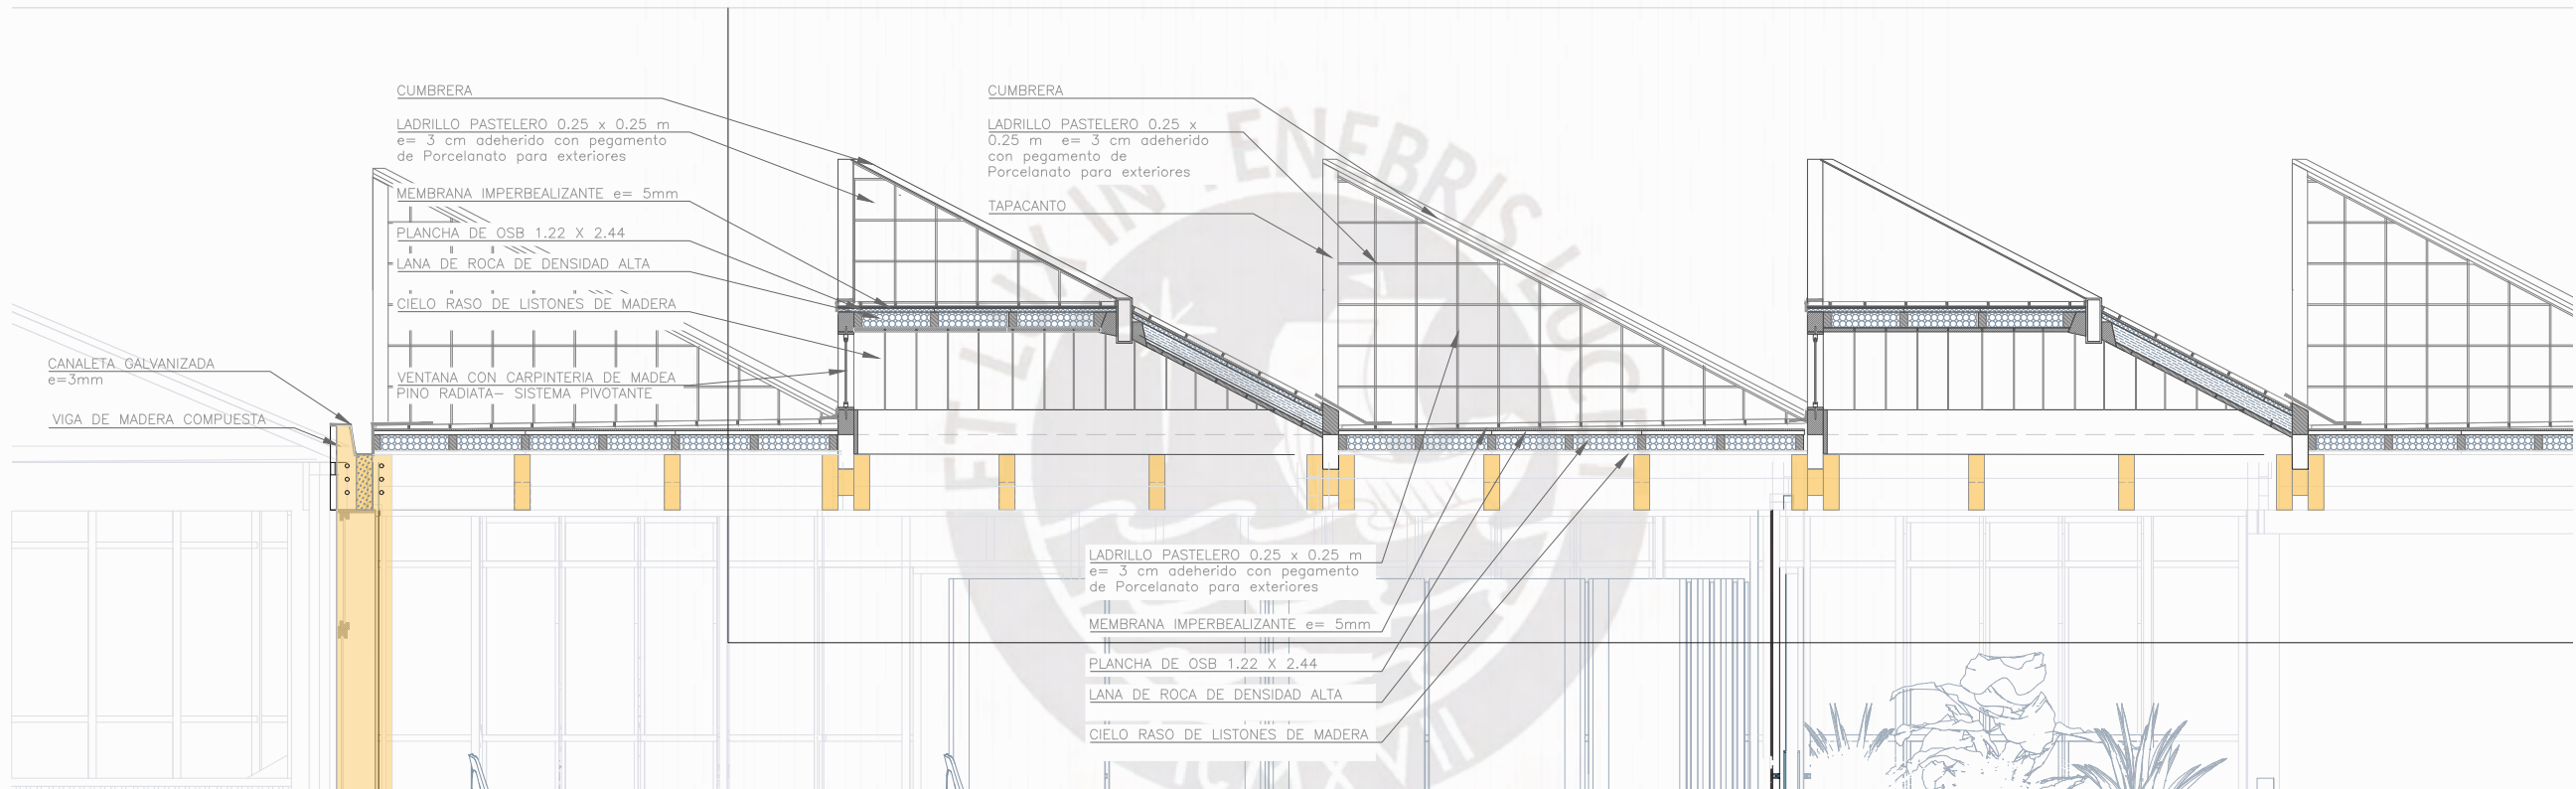 CUMBRERA
LADRILLO PASTELERO 0.25 x 0.25 m
e= 3 cm adeherido con pegamento
de Porcelanato para exteriores
MEMBRANA IMPERBEALIZANTE e= 5mm
PLANCHA DE OSB 1.22 X 2.44
LANA DE ROCA DE DENSIDAD ALTA
CIELO RASO DE LISTONES DE MADERA
VENTANA CON CARPINTERIA DE MADEA
PINO RADIATA- SISTEMA PIVOTANTE
CANALETA GALVANIZADA
e=3mm
VIGA DE MADERA COMPUESTA
CUMBRERA
LADRILLO PASTELERO 0.25 x
0.25 m e= 3 cm adeherido
con pegamento de
Porcelanato para exteriores
TAPACANTO
LADRILLO PASTELERO 0.25 x 0.25 m
e= 3 cm adeherido con pegamento
de Porcelanato para exteriores
MEMBRANA IMPERBEALIZANTE e= 5mm
PLANCHA DE OSB 1.22 X 2.44
LANA DE ROCA DE DENSIDAD ALTA
CIELO RASO DE LISTONES DE MADERA
ET LVX IN TENEBRIS LVCET